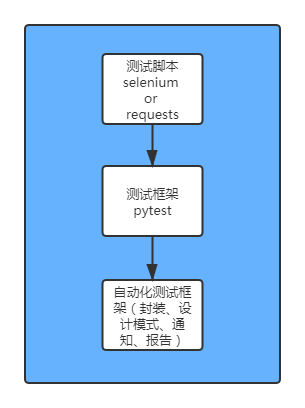 测试脚本
selenium
or
requests
测试框架
pytest
自动化测试框
架（封装、设
计模式、通
知、报告）